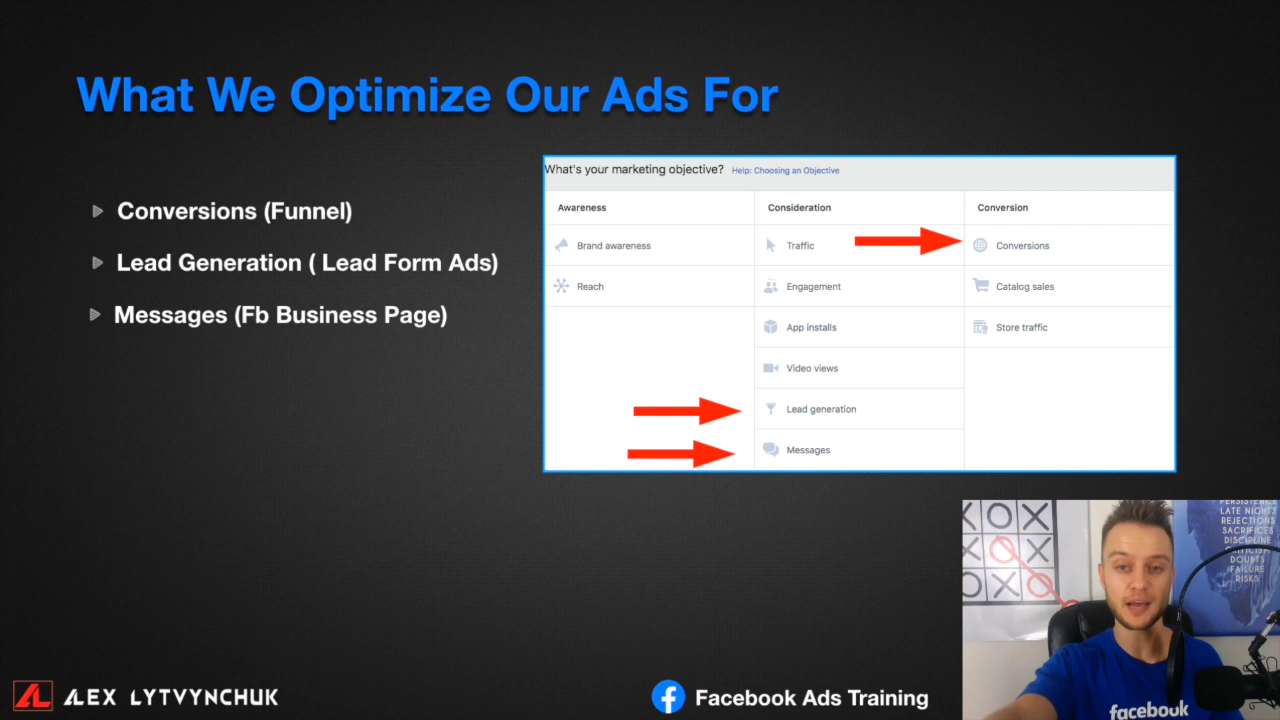 What We Optimize Our Ads For
Conversions (Funnel)
Lead Generation ( Lead Form Ads)
Messages (Fb Business Page)
What's your marketing objective? Help: Choosing an Objective
Awareness Consideration Conversion
Brand awareness Traffic Conversions
Reach Engagement Catalog sales
App installs Store traffic
Video views
Lead generation
Messages
PERSISTENCE
LATE NIGHTS
REJECTIONS
SACRIFICES
DISCIPLINE
CRITICISM
DOUBTS
FAILURE
RISKS
X O X
X O X
O X O
facebook
AL ALEX LYTVYNCHUK
f Facebook Ads Training